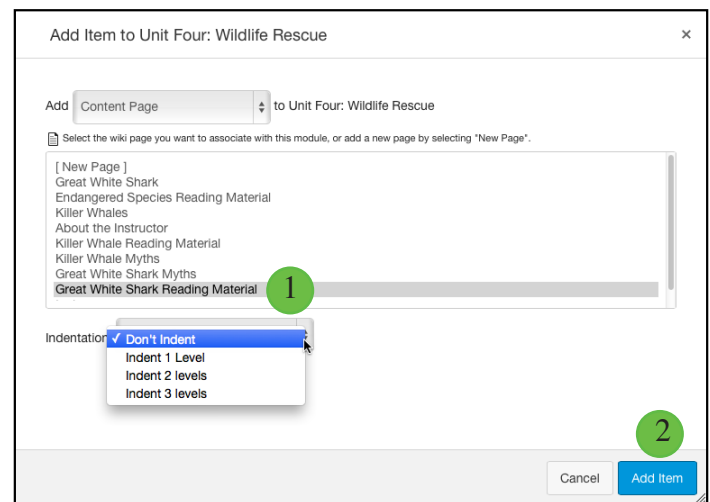 Add Item to Unit Four: Wildlife Rescue ×
Add Content Page to Unit Four: Wildlife Rescue
Select the wiki page you want to associate with this module, or add a new page by selecting "New Page".
[ New Page ]
Great White Shark
Endangered Species Reading Material
Killer Whales
About the Instructor
Killer Whale Reading Material
Killer Whale Myths
Great White Shark Myths
Great White Shark Reading Material 1
Indentation ✓ Don't Indent
Indent 1 Level
Indent 2 levels
Indent 3 levels
2
Cancel Add Item